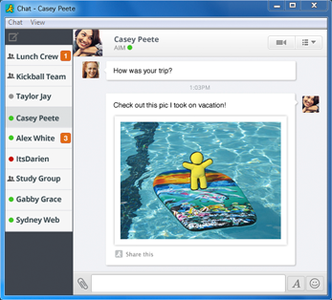 Chat - Casey Peete
Chat View
Lunch Crew 1
Kickball Team
Taylor Jay
Casey Peete
Alex White 3
ItsDarien
Study Group
Gabby Grace
Sydney Web
Casey Peete
AIM
How was your trip?
1:03PM
Check out this pic I took on vacation!
Share this
A